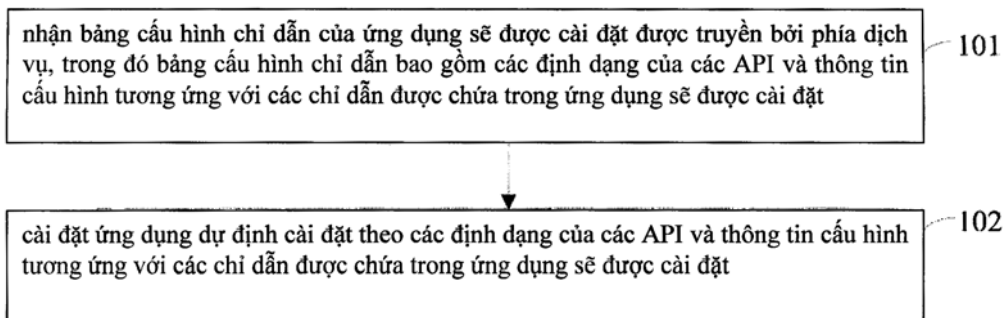 nhận bảng cấu hình chỉ dẫn của ứng dụng sẽ được cài đặt được truyền bởi phía dịch
vụ, trong đó bảng cấu hình chỉ dẫn bao gồm các định dạng của các API và thông tin
cấu hình tương ứng với các chỉ dẫn được chứa trong ứng dụng sẽ được cài đặt
101
cài đặt ứng dụng dự định cài đặt theo các định dạng của các API và thông tin cấu hình
tương ứng với các chỉ dẫn được chứa trong ứng dụng sẽ được cài đặt
102